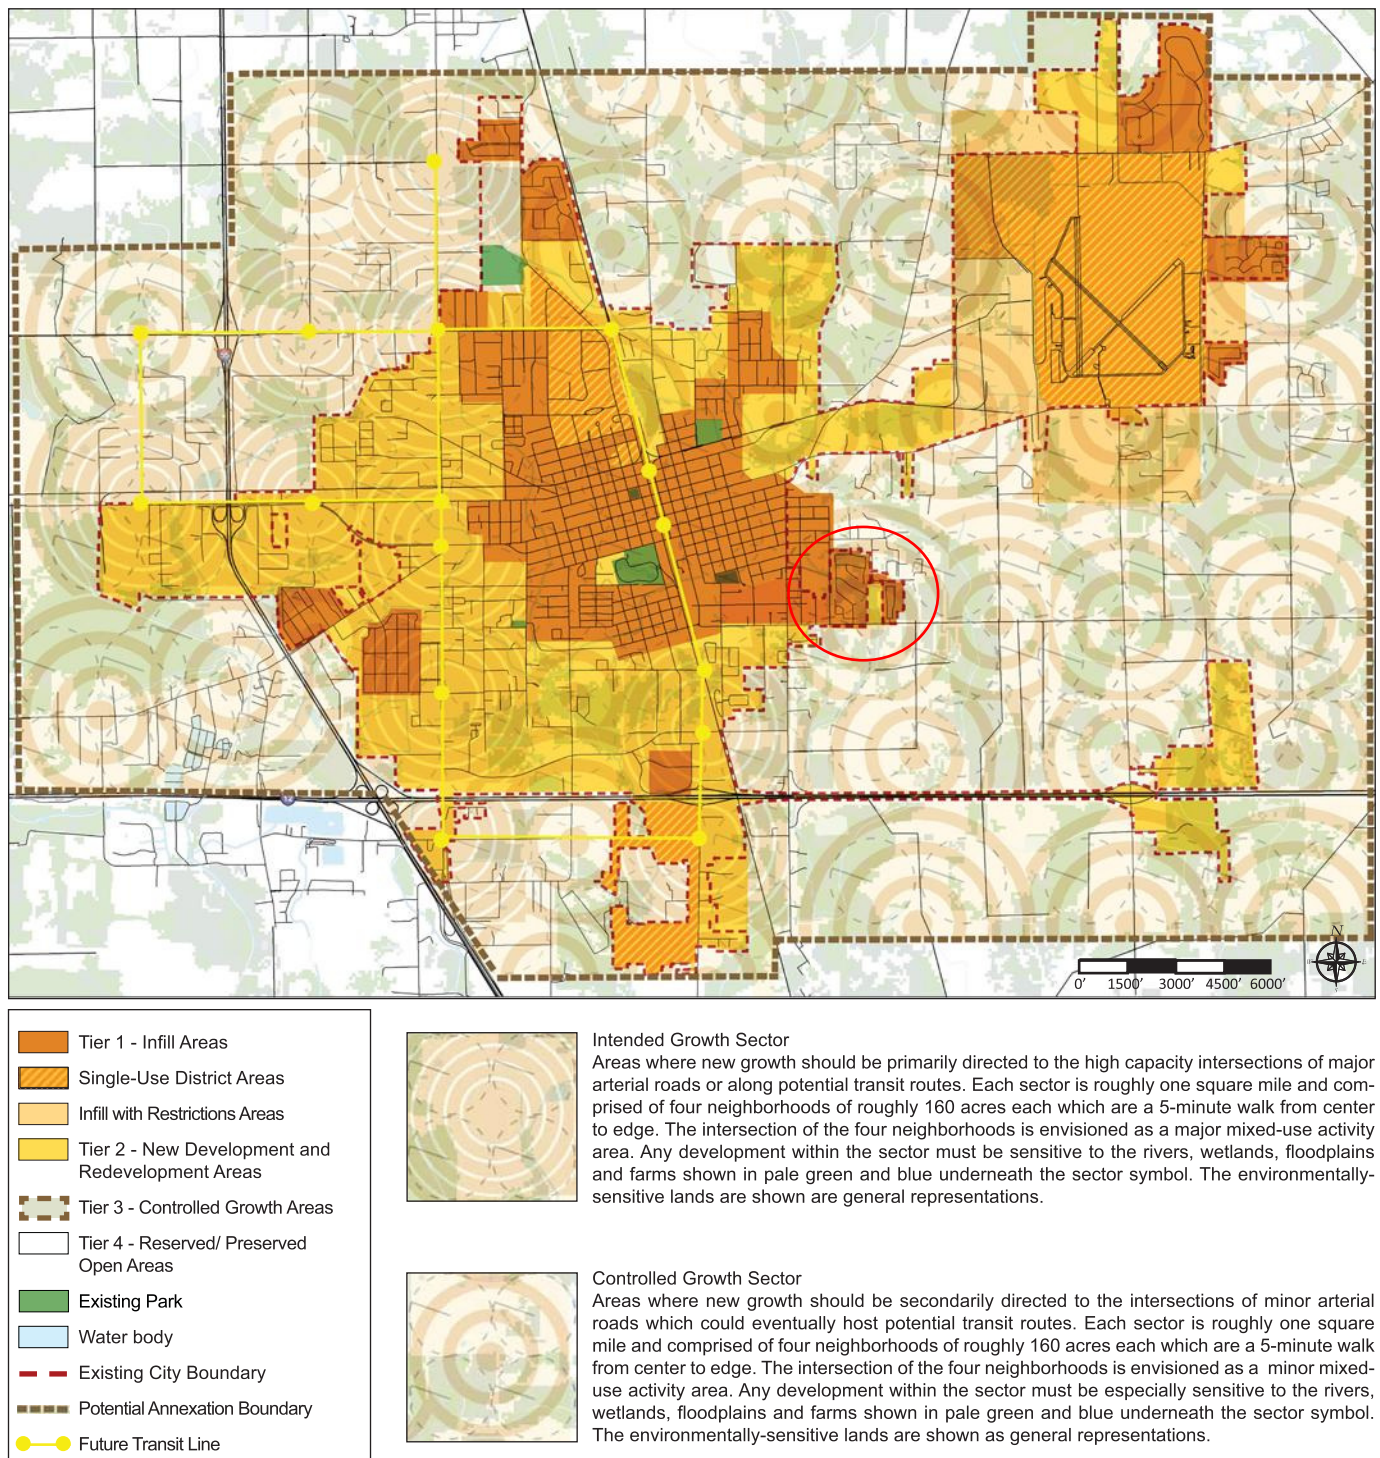 N
0' 1500' 3000' 4500' 6000'
Tier 1 - Infill Areas
Single-Use District Areas
Infill with Restrictions Areas
Tier 2 - New Development and
Redevelopment Areas
Tier 3 - Controlled Growth Areas
Tier 4 - Reserved/ Preserved
Open Areas
Existing Park
Water body
Existing City Boundary
Potential Annexation Boundary
Future Transit Line
Intended Growth Sector
Areas where new growth should be primarily directed to the high capacity intersections of major
arterial roads or along potential transit routes. Each sector is roughly one square mile and com-
prised of four neighborhoods of roughly 160 acres each which are a 5-minute walk from center
to edge. The intersection of the four neighborhoods is envisioned as a major mixed-use activity
area. Any development within the sector must be sensitive to the rivers, wetlands, floodplains
and farms shown in pale green and blue underneath the sector symbol. The environmentally-
sensitive lands are shown are general representations.
Controlled Growth Sector
Areas where new growth should be secondarily directed to the intersections of minor arterial
roads which could eventually host potential transit routes. Each sector is roughly one square
mile and comprised of four neighborhoods of roughly 160 acres each which are a 5-minute walk
from center to edge. The intersection of the four neighborhoods is envisioned as a minor mixed-
use activity area. Any development within the sector must be especially sensitive to the rivers,
wetlands, floodplains and farms shown in pale green and blue underneath the sector symbol.
The environmentally-sensitive lands are shown as general representations.